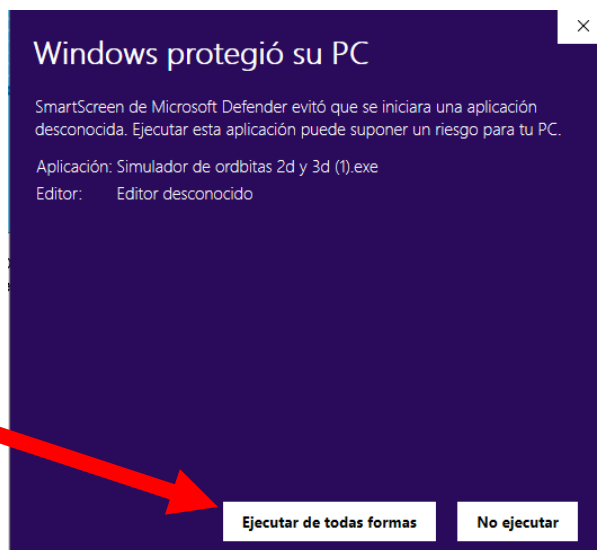 Windows protegió su PC
SmartScreen de Microsoft Defender evitó que se iniciara una aplicación
desconocida. Ejecutar esta aplicación puede suponer un riesgo para tu PC.
Aplicación: Simulador de ordbitas 2d y 3d (1).exe
Editor: Editor desconocido
Ejecutar de todas formas
No ejecutar